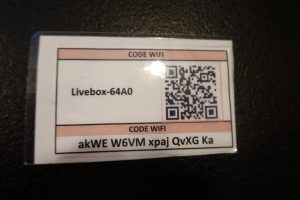 CODE WIFI
Livebox-64A0
CODE WIFI
akWE W6VM xpaj QvXG Ka